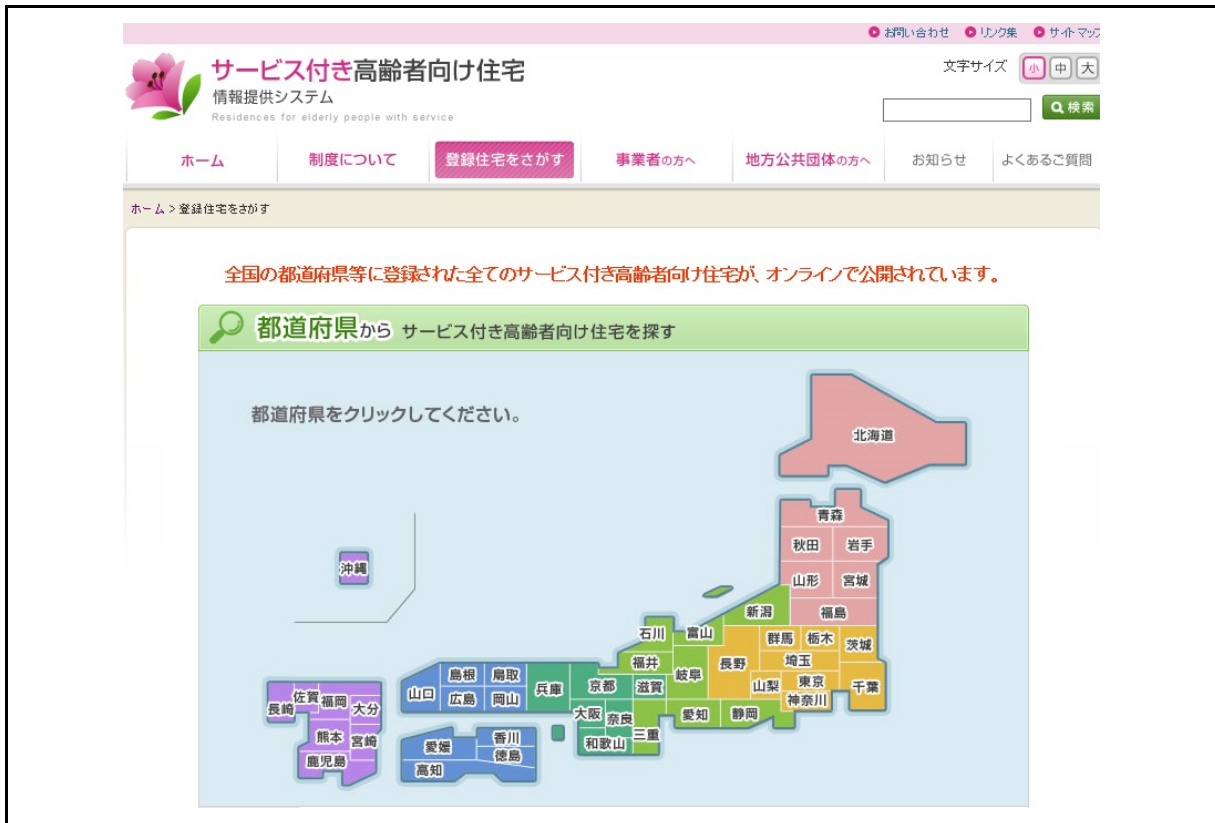 お問い合わせ リンク集 サイトマップ
サービス付き高齢者向け住宅
文字サイズ 小 中 大
情報提供システム
Residences for elderly people with service
検索
ホーム 制度について 登録住宅をさがす 事業者の方へ 地方公共団体の方へ お知らせ よくあるご質問
ホーム > 登録住宅をさがす
全国の都道府県等に登録された全てのサービス付き高齢者向け住宅が、オンラインで公開されています。
都道府県から サービス付き高齢者向け住宅を探す
都道府県をクリックしてください。
北海道
青森
秋田 岩手
沖縄
山形 宮城
新潟 福島
石川 富山 群馬 栃木 茨城
福井 岐阜 長野 埼玉
島根 鳥取 兵庫 京都 滋賀 山梨 東京 千葉
山口 広島 岡山 神奈川
佐賀 福岡 大分 長崎
大阪 奈良 愛知 静岡
熊本 宮崎 愛媛 香川 和歌山 三重
鹿児島 高知 徳島